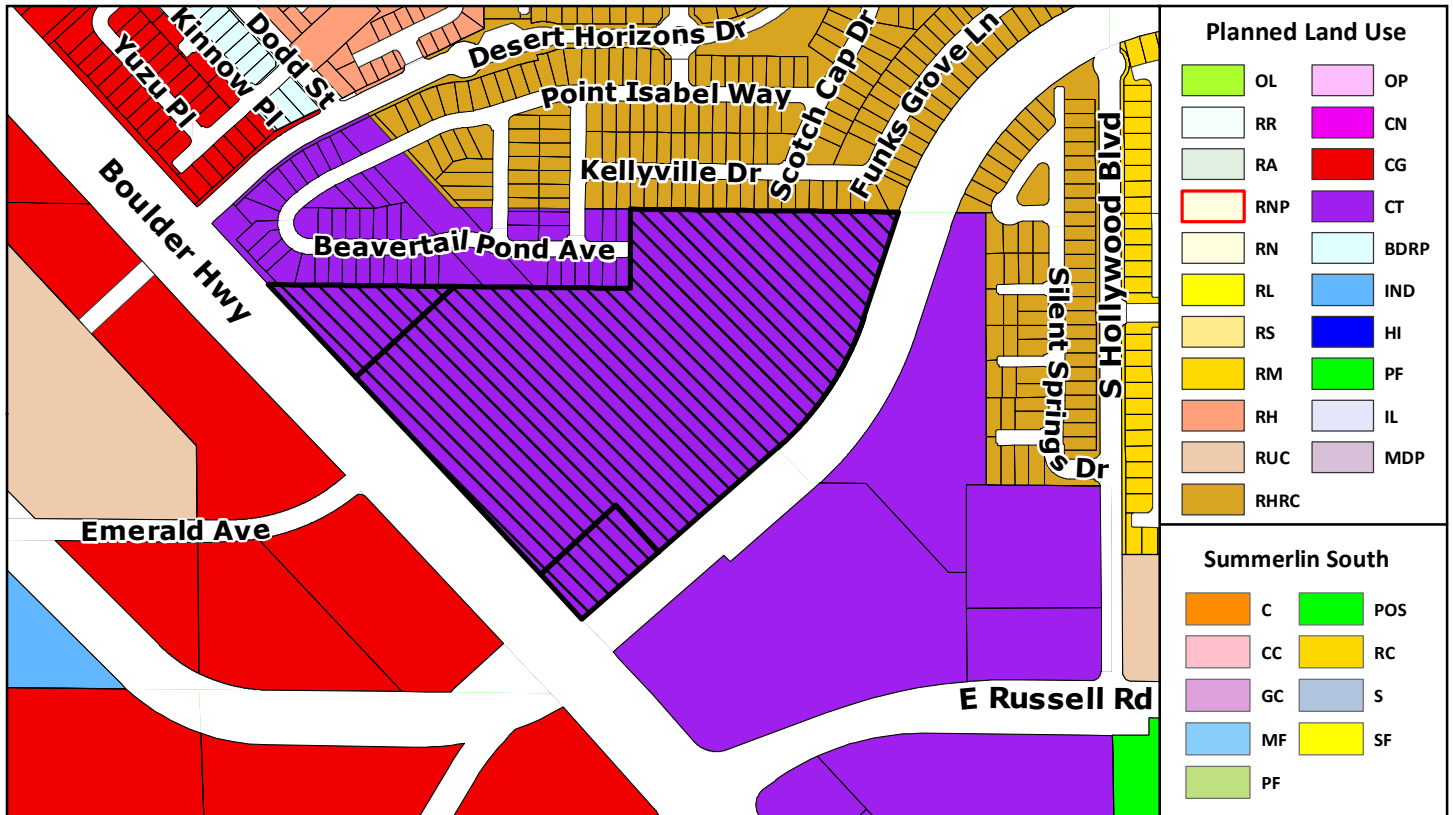 Yuzu Pl
Kinnow Pl
Dodd St
Desert Horizons Dr
Point Isabel Way
Scotch Cap Dr
Funks Grove Ln
Kellyville Dr
Beavertail Pond Ave
Boulder Hwy
Silent Springs Dr
S Hollywood Blvd
Emerald Ave
E Russell Rd
Planned Land Use
OL
OP
RR
CN
RA
CG
RNP
CT
RN
BDRP
RL
IND
RS
HI
RM
PF
RH
IL
RUC
MDP
RHRC
Summerlin South
C
POS
CC
RC
GC
S
MF
SF
PF